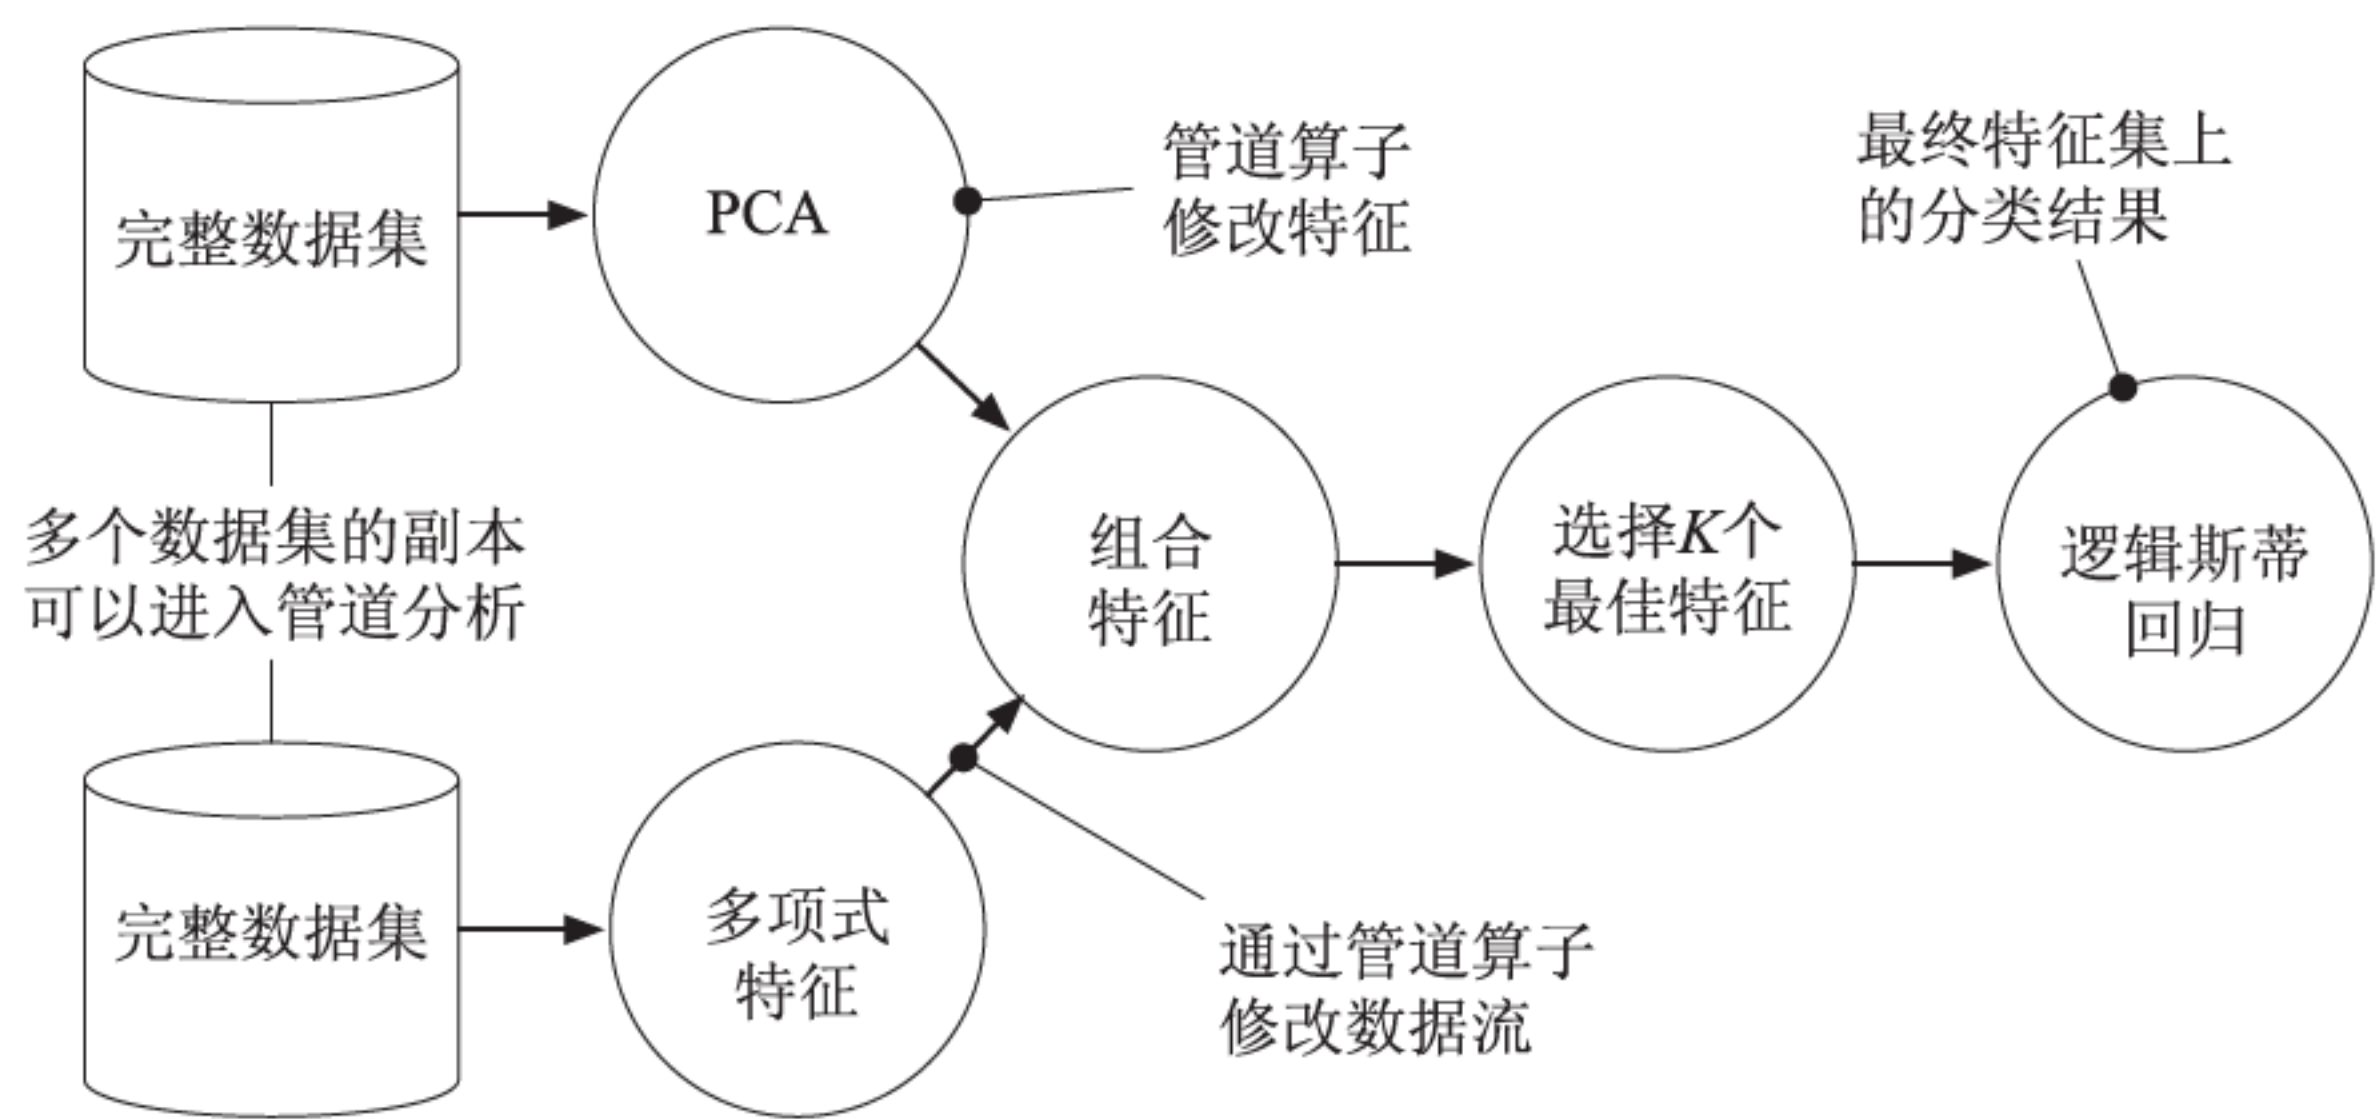 完整数据集
PCA
管道算子
修改特征
最终特征集上
的分类结果
多个数据集的副本
可以进入管道分析
组合
特征
选择K个
最佳特征
逻辑斯蒂
回归
完整数据集
多项式
特征
通过管道算子
修改数据流